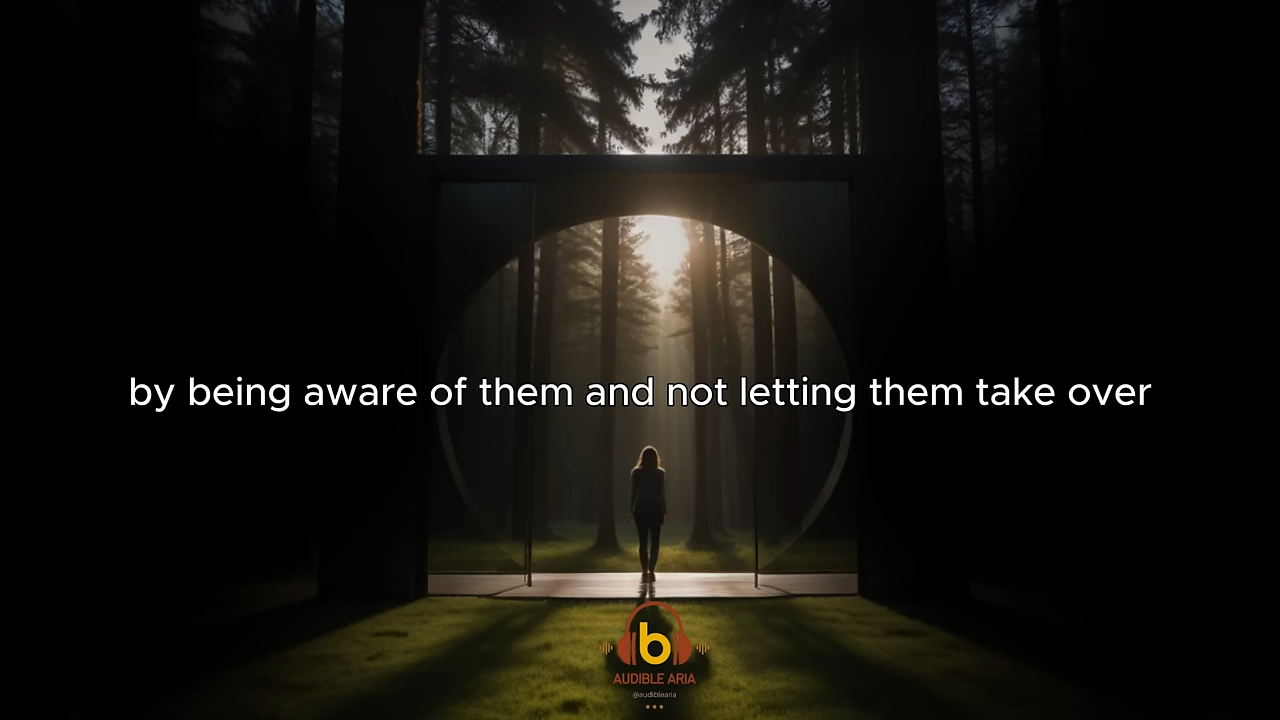 by being aware of them and not letting them take over
b
AUDIBLE ARIA
@audiblearia